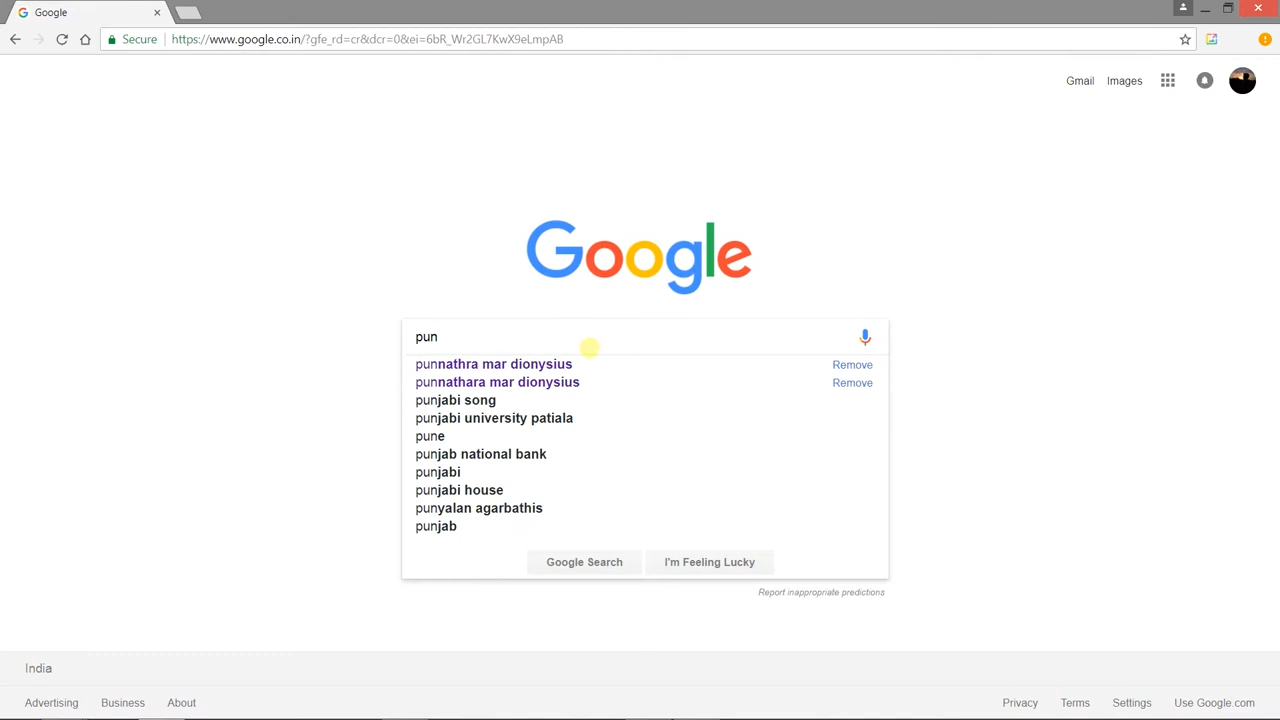 Google
Secure https://www.google.co.in/?gfe_rd=cr&dcr=0&ei=6bR_Wr2GL7KwX9eLmpAB
Gmail Images
Google
pun
punnathra mar dionysius Remove
punnathara mar dionysius Remove
punjabi song
punjabi university patiala
pune
punjab national bank
punjabi
punjabi house
punyalan agarbathis
punjab
Google Search I'm Feeling Lucky
Report inappropriate predictions
India
Advertising Business About Privacy Terms Settings Use Google.com